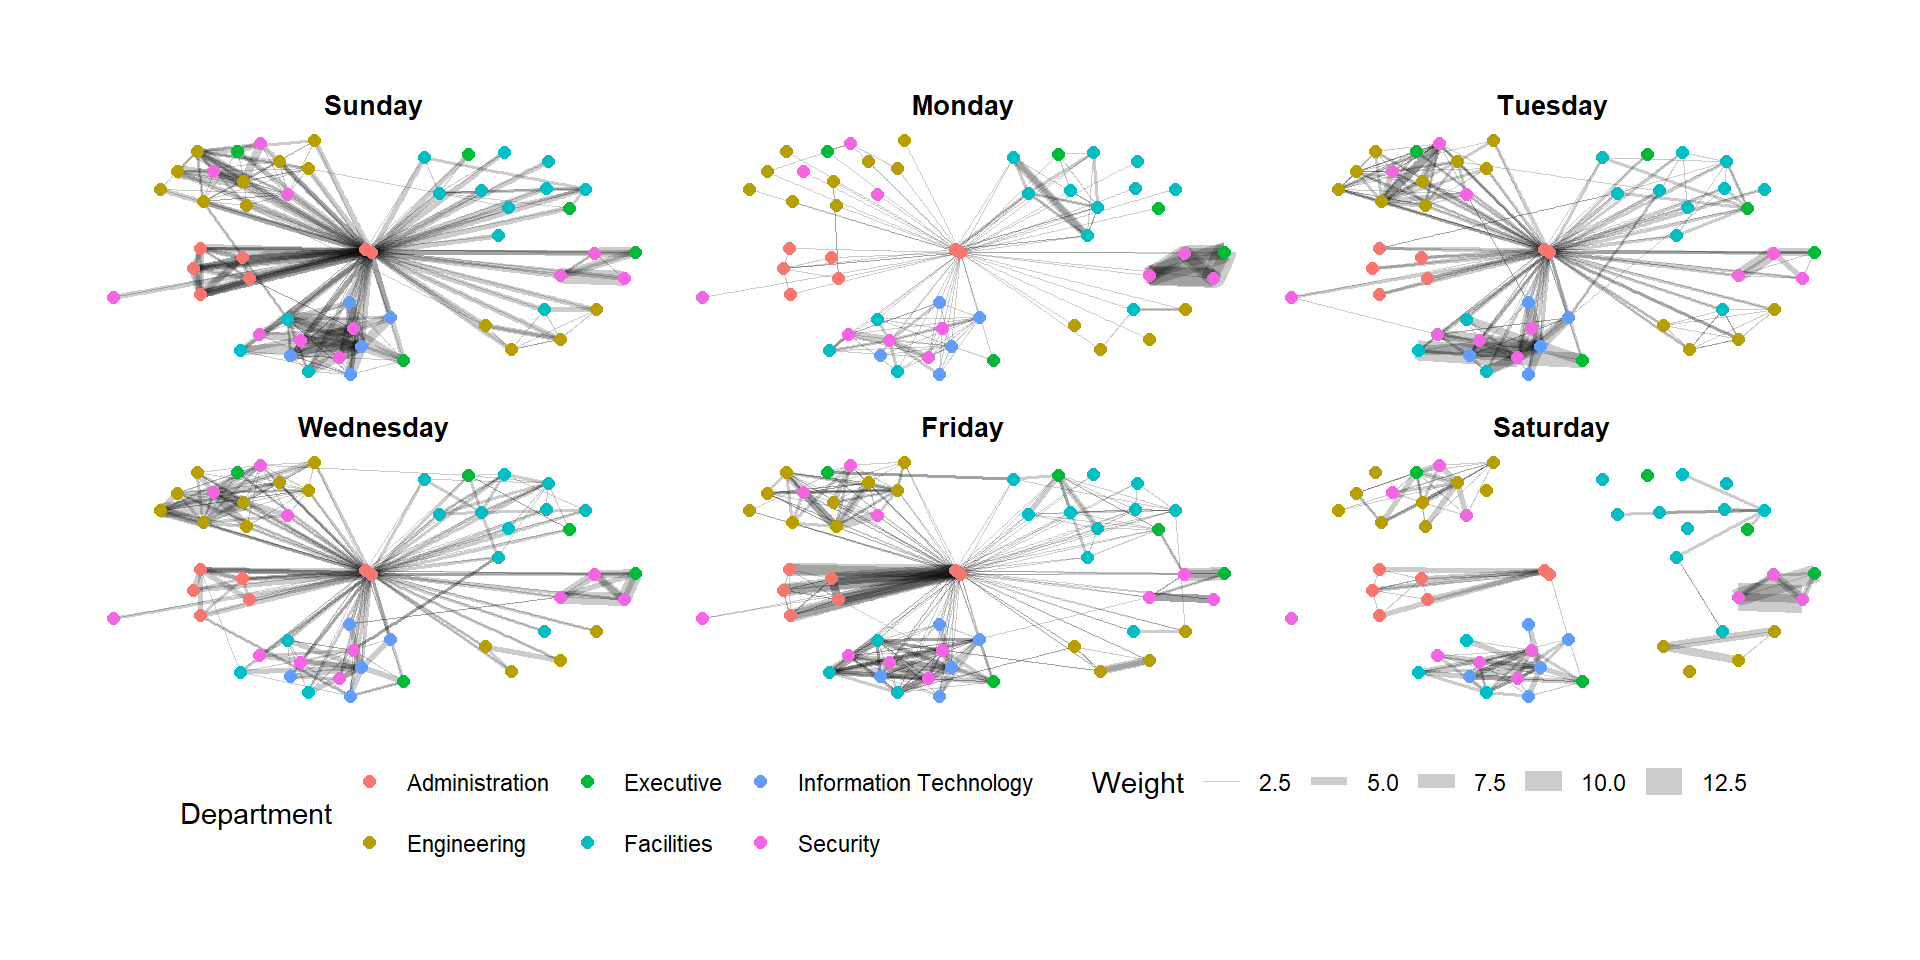 Sunday
Monday
Tuesday
Wednesday
Friday
Saturday
Department
Administration
Executive
Information Technology
Engineering
Facilities
Security
Weight
2.5
5.0
7.5
10.0
12.5